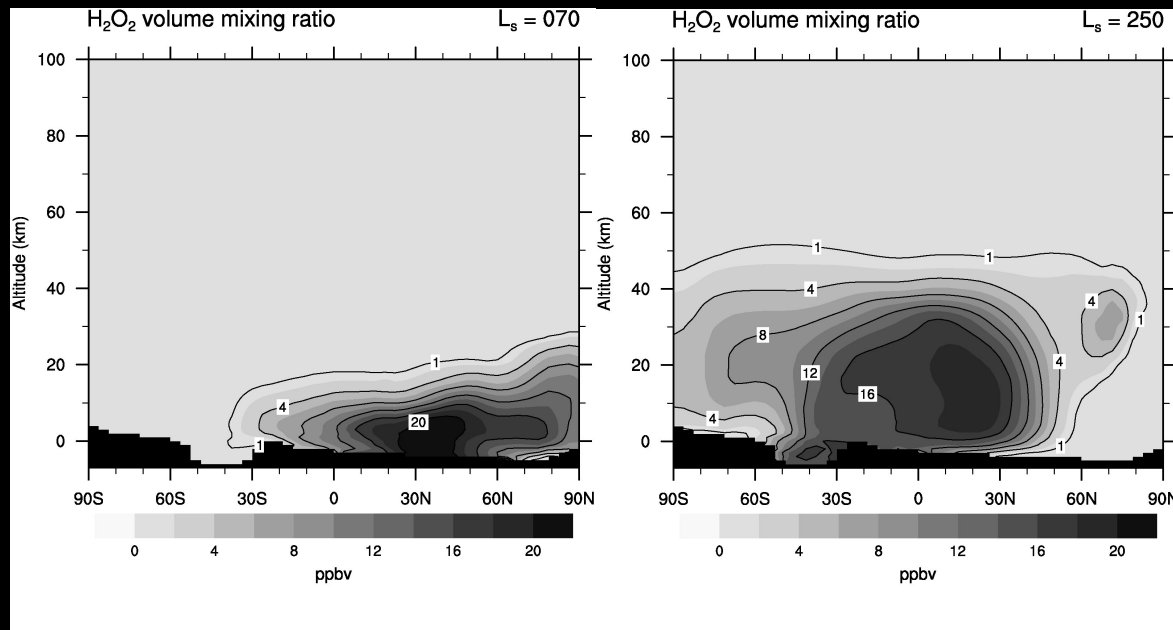 H2O2 volume mixing ratio Ls = 070
100
80
60
40
20
0
Altitude (km)
1
4
20
1
90S 60S 30S 0 30N 60N 90N
0 4 8 12 16 20
ppbv
H2O2 volume mixing ratio Ls = 250
100
80
60
40
20
0
Altitude (km)
1
1
4
4
1
8
4
12
16
4
1
90S 60S 30S 0 30N 60N 90N
0 4 8 12 16 20
ppbv